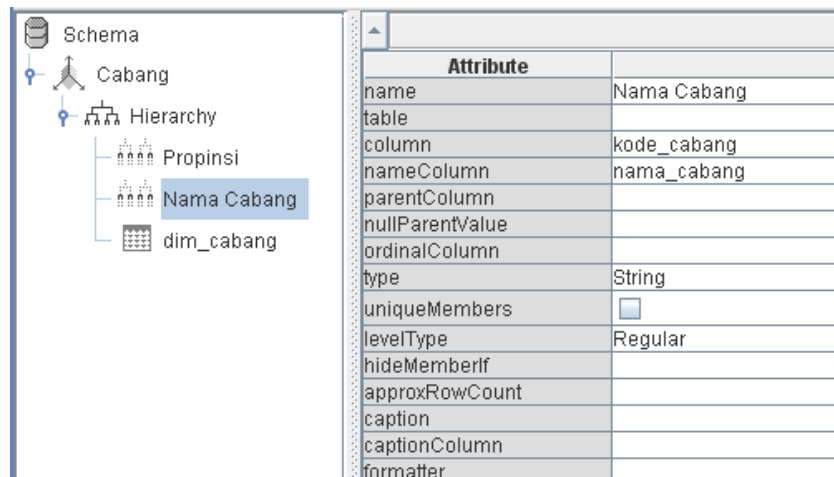 Schema
Cabang
Hierarchy
Propinsi
Nama Cabang
dim_cabang
Attribute
name Nama Cabang
table
column kode_cabang
nameColumn nama_cabang
parentColumn
nullParentValue
ordinalColumn
type String
uniqueMembers
levelType Regular
hideMemberIf
approxRowCount
caption
captionColumn
formatter